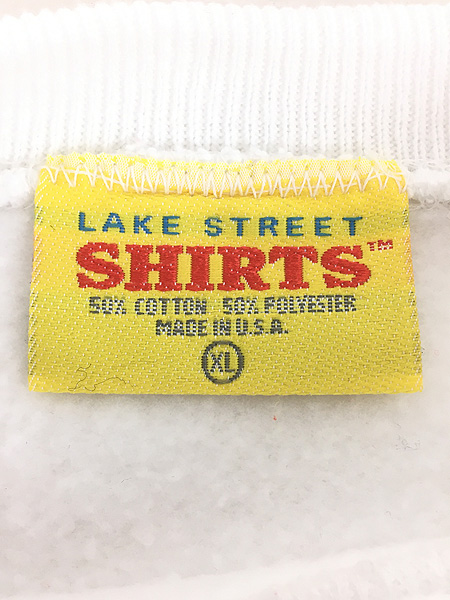 LAKE STREET
SHIRTS™
50% COTTON 50% POLYESTER
MADE IN U.S.A.
XL